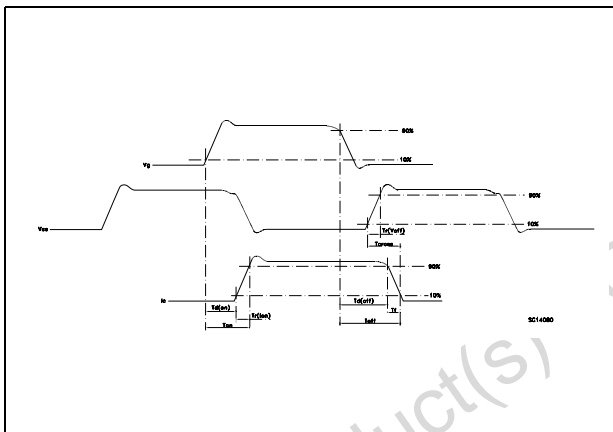 90%
Vg
10%
90%
Vce
10%
Tr(Voff)
Tcross
Ic
90%
10%
Td(on)
Tr(Ion)
Ton
Td(off)
Tf
Toff
SC14080
duct(s)